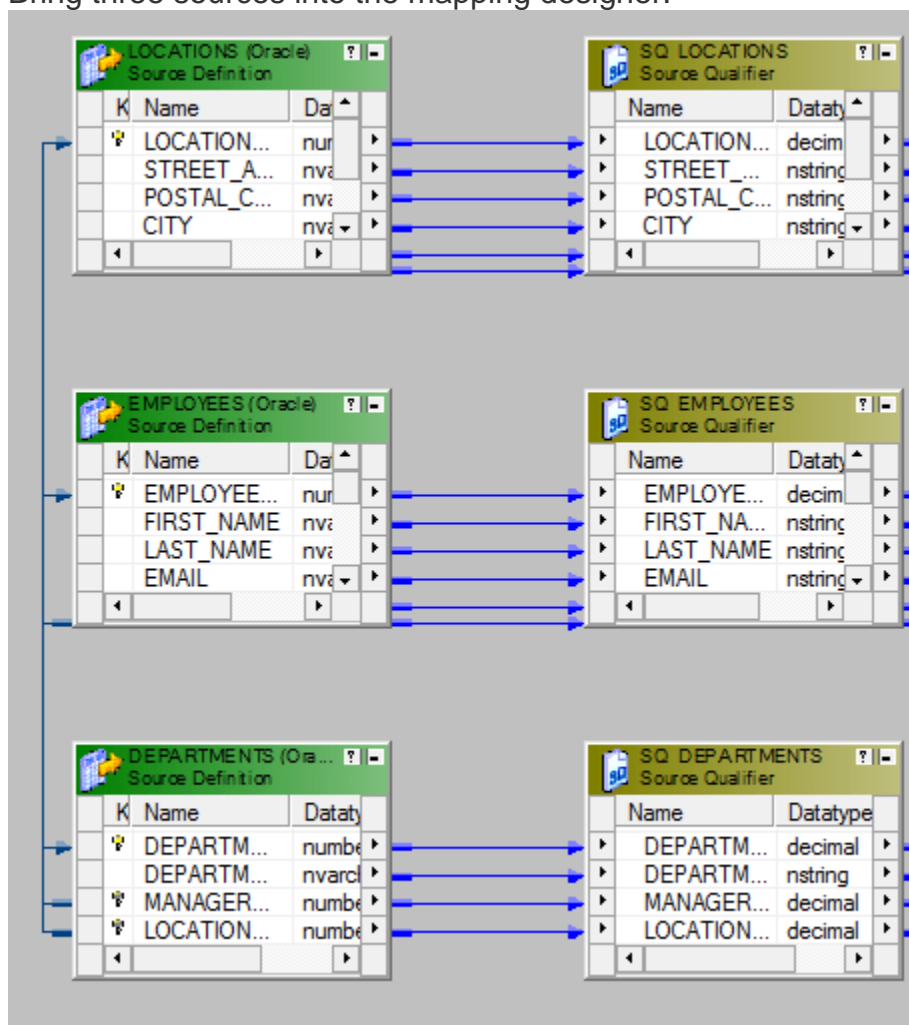 Bring three sources into the mapping designer.
LOCATIONS (Oracle) ? -
Source Definition
K Name Dat
LOCATION... num
STREET_A... nva
POSTAL_C... nva
CITY nva
SQ LOCATIONS ? -
Source Qualifier
Name Dataty
LOCATION... decim
STREET_... nstring
POSTAL_C... nstring
CITY nstring
EMPLOYEES (Oracle) ? -
Source Definition
K Name Dat
EMPLOYEE... num
FIRST_NAME nva
LAST_NAME nva
EMAIL nva
SQ EMPLOYEES ? -
Source Qualifier
Name Dataty
EMPLOYE... decim
FIRST_NA... nstring
LAST_NAME nstring
EMAIL nstring
DEPARTMENTS (Ora... ? -
Source Definition
K Name Dataty
DEPARTM... numbe
DEPARTM... nvarcl
MANAGER... numbe
LOCATION... numbe
SQ DEPARTMENTS ? -
Source Qualifier
Name Datatype
DEPARTM... decimal
DEPARTM... nstring
MANAGER... decimal
LOCATION... decimal